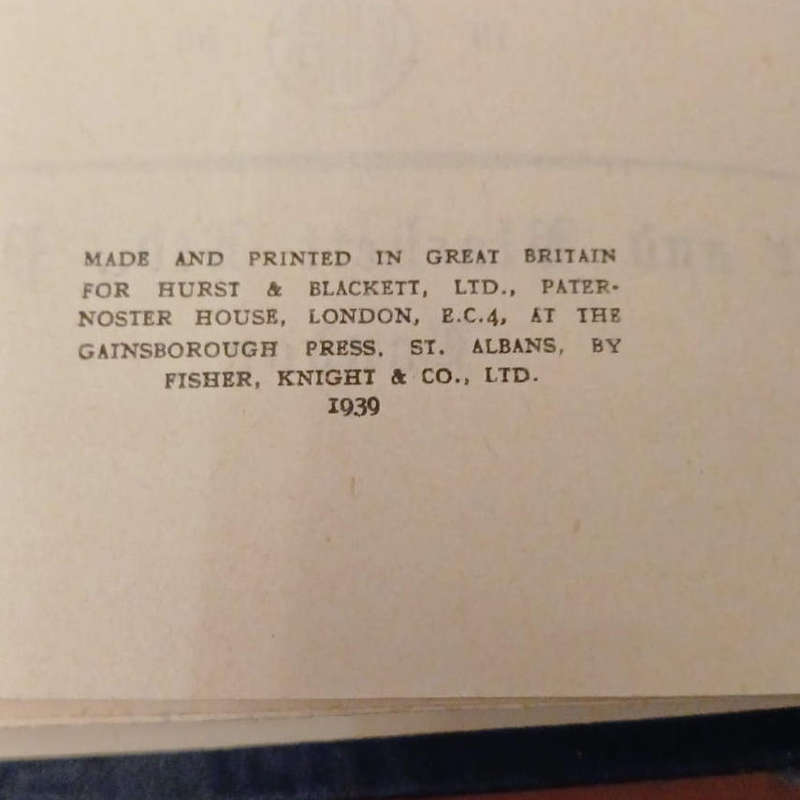 MADE AND PRINTED IN GREAT BRITAIN
FOR HURST & BLACKETT, LTD., PATER-
NOSTER HOUSE, LONDON, E.C.4, AT THE
GAINSBOROUGH PRESS, ST. ALBANS, BY
FISHER, KNIGHT & CO., LTD.
1939